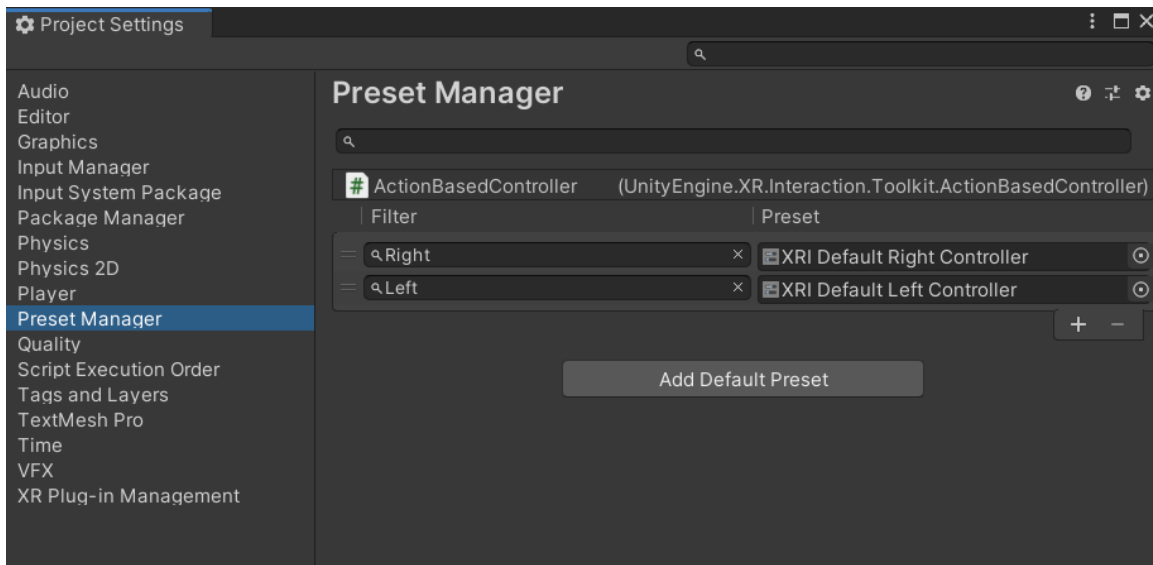 Project Settings
Audio
Editor
Graphics
Input Manager
Input System Package
Package Manager
Physics
Physics 2D
Player
Preset Manager
Quality
Script Execution Order
Tags and Layers
TextMesh Pro
Time
VFX
XR Plug-in Management
Preset Manager
# ActionBasedController (UnityEngine.XR.Interaction.Toolkit.ActionBasedController)
Filter Preset
Right XRI Default Right Controller
Left XRI Default Left Controller
+ −
Add Default Preset